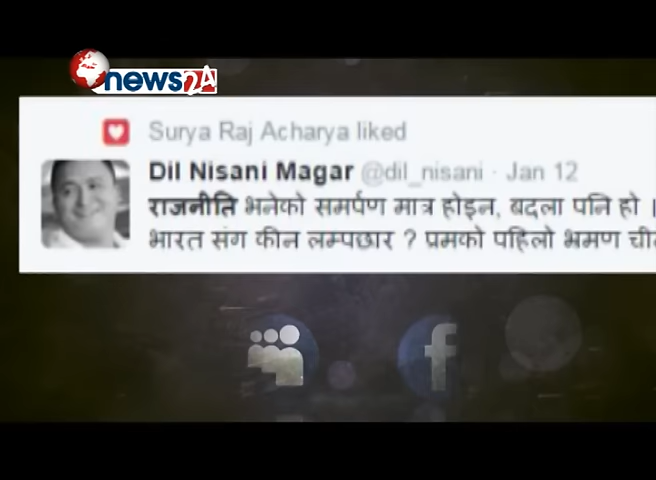 news24
Surya Raj Acharya liked
Dil Nisani Magar @dil_nisani · Jan 12
राजनीति भनेको समर्पण मात्र होइन, बदला पनि हो ।
भारत संग कीन लम्पछार ? प्रमको पहिलो भ्रमण
f